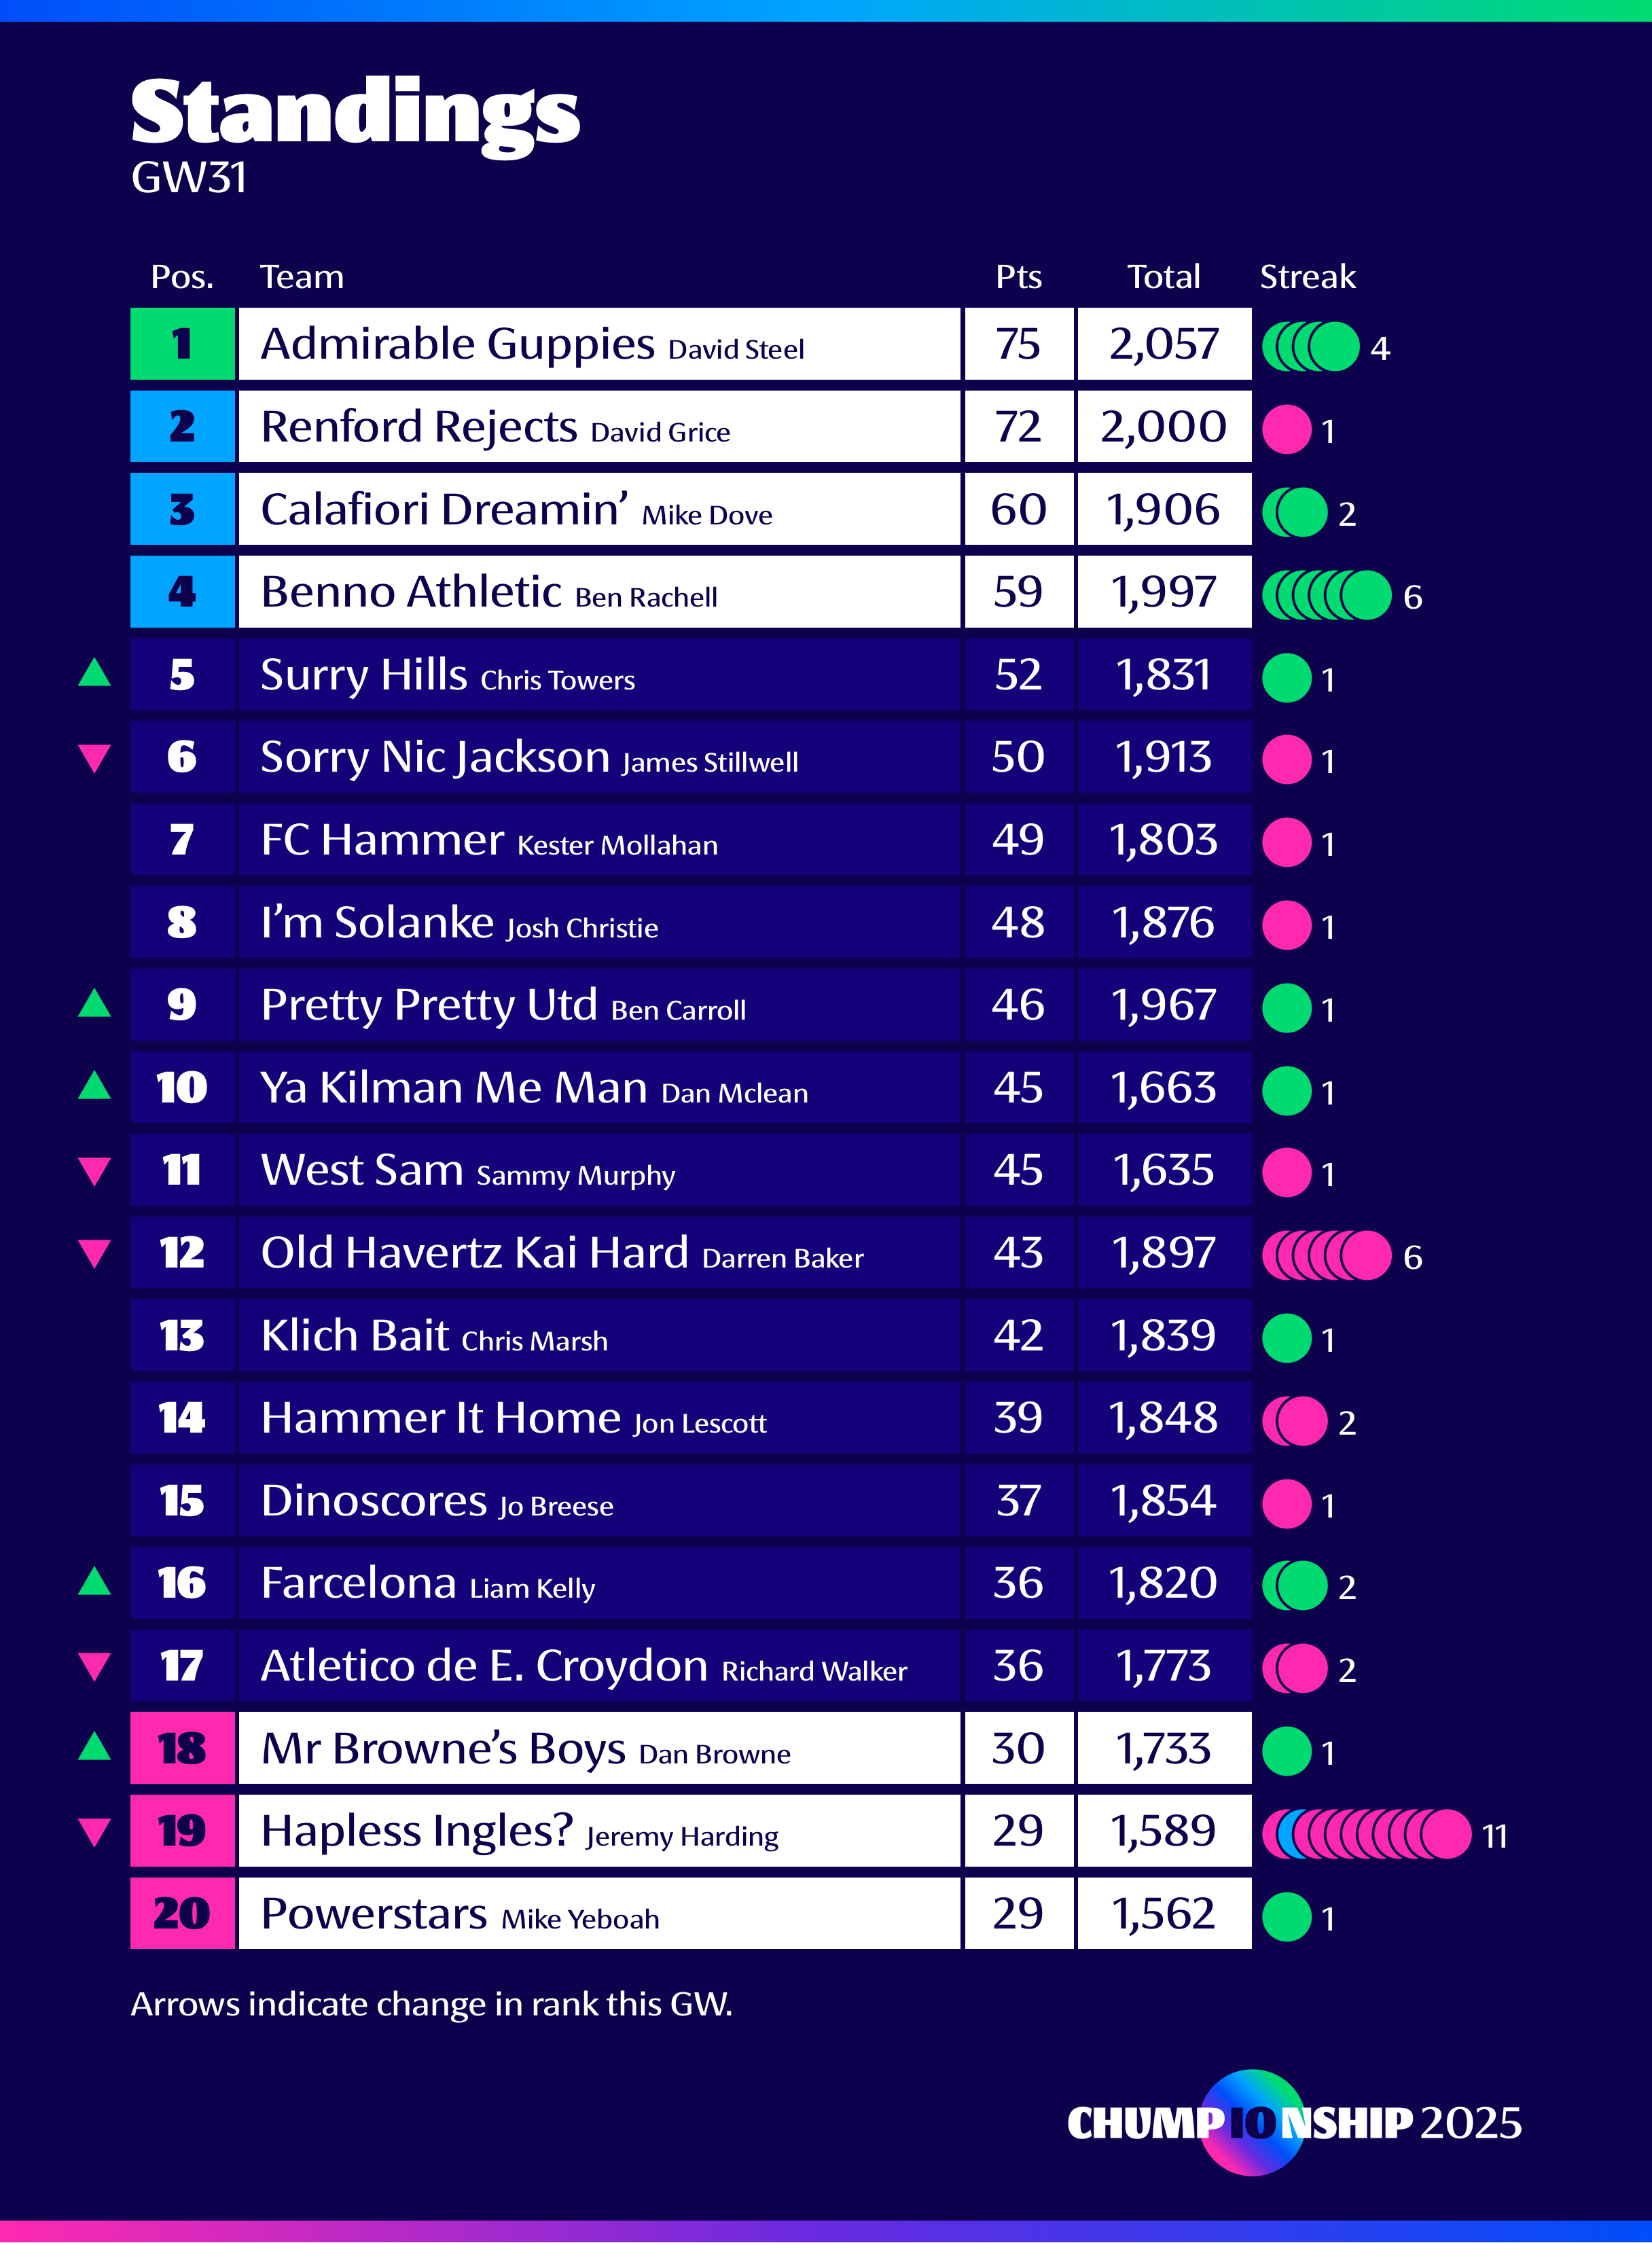 Standings
GW31
Pos. Team Pts Total Streak
1 Admirable Guppies David Steel 75 2,057 4
2 Renford Rejects David Grice 72 2,000 1
3 Calafiori Dreamin’ Mike Dove 60 1,906 2
4 Benno Athletic Ben Rachell 59 1,997 6
5 Surry Hills Chris Towers 52 1,831 1
6 Sorry Nic Jackson James Stillwell 50 1,913 1
7 FC Hammer Kester Mollahan 49 1,803 1
8 I’m Solanke Josh Christie 48 1,876 1
9 Pretty Pretty Utd Ben Carroll 46 1,967 1
10 Ya Kilman Me Man Dan Mclean 45 1,663 1
11 West Sam Sammy Murphy 45 1,635 1
12 Old Havertz Kai Hard Darren Baker 43 1,897 6
13 Klich Bait Chris Marsh 42 1,839 1
14 Hammer It Home Jon Lescott 39 1,848 2
15 Dinoscores Jo Breese 37 1,854 1
16 Farcelona Liam Kelly 36 1,820 2
17 Atletico de E. Croydon Richard Walker 36 1,773 2
18 Mr Browne’s Boys Dan Browne 30 1,733 1
19 Hapless Ingles? Jeremy Harding 29 1,589 11
20 Powerstars Mike Yeboah 29 1,562 1
Arrows indicate change in rank this GW.
CHUMPIONSHIP 2025